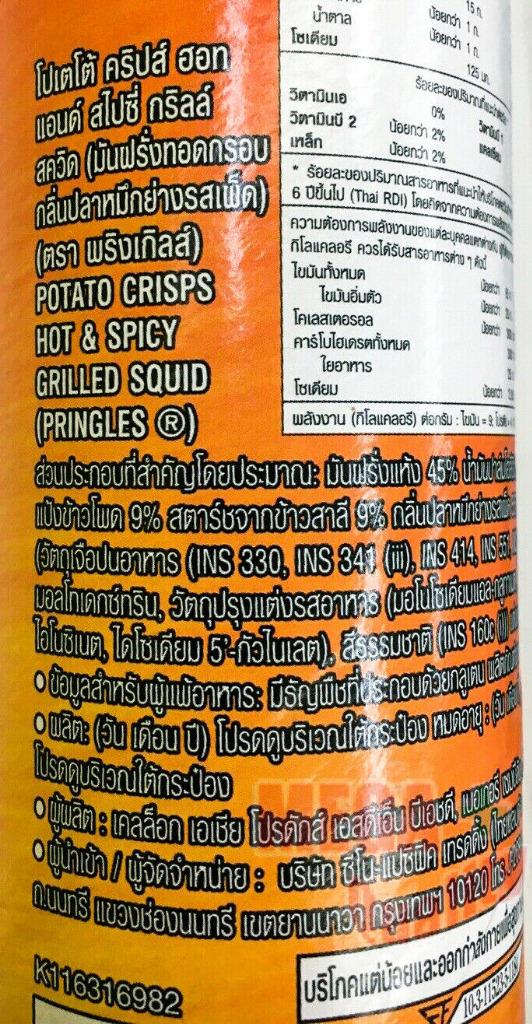 โปเตโต้ คริปส์ ฮอท
แอนด์ สไปซี่ กริลล์
สควิด (มันฝรั่งทอดกรอบ
กลิ่นปลาหมึกย่างรสเผ็ด)
(ตรา พริงเกิลส์)
POTATO CRISPS
HOT & SPICY
GRILLED SQUID
(PRINGLES ®)
15 ก.
น้ำตาล น้อยกว่า 1 ก.
โซเดียม น้อยกว่า 1 ก.
125 มก.
ร้อยละของปริมาณที่แนะนำ
วิตามินเอ 0%
วิตามินบี 2 น้อยกว่า 2%
เหล็ก น้อยกว่า 2%
* ร้อยละของปริมาณสารอาหารที่แนะนำให้บริโภค
6 ปีขึ้นไป (Thai RDI) โดยคิดจากความต้องการ
ความต้องการพลังงานของแต่ละบุคคลแตกต่างกัน
กิโลแคลอรี ควรได้รับสารอาหารต่าง ๆ ดังนี้
ไขมันทั้งหมด น้อยกว่า
ไขมันอิ่มตัว น้อยกว่า
โคเลสเตอรอล น้อยกว่า
คาร์โบไฮเดรตทั้งหมด
ใยอาหาร
โซเดียม น้อยกว่า
พลังงาน (กิโลแคลอรี) ต่อกรัม : ไขมัน = 9;
ส่วนประกอบที่สำคัญโดยประมาณ: มันฝรั่งแท้ง 45%
แป้งข้าวโพด 9% สตาร์ชจากข้าวสาลี 9% กลิ่นปลาหมึกย่างรสเผ็ด
(วัตถุเจือปนอาหาร (INS 330, INS 341 (iii), INS 414, INS 551,
มอลโทเดกซ์ทริน, วัตถุปรุงแต่งรสอาหาร (มอโนโซเดียมแอล-กลูตาเมต
ไอโนซิเนต, ไดโซเดียม 5'-กัวไนเลต), สีธรรมชาติ (INS 160c
• ข้อมูลสำหรับผู้แพ้อาหาร: มีธัญพืชที่ประกอบด้วยกลูเตน
• ผลิต: (วัน เดือน ปี) โปรดดูบริเวณใต้กระป๋อง หมดอายุ : (วัน เดือน
โปรดดูบริเวณใต้กระป๋อง
• ผู้ผลิต : เคลล็อก เอเชีย โปรดักส์ เอสดีเอ็น บีเอชดี,
• ผู้นำเข้า / ผู้จัดจำหน่าย : บริษัท ซีโน-แปซิฟิค เทรดดิ้ง
ถ.นนทรี แขวงช่องนนทรี เขตยานนาวา กรุงเทพฯ 10120 โทร.
K116316982
บริโภคแต่น้อยและออกกำลังกายเพื่อ